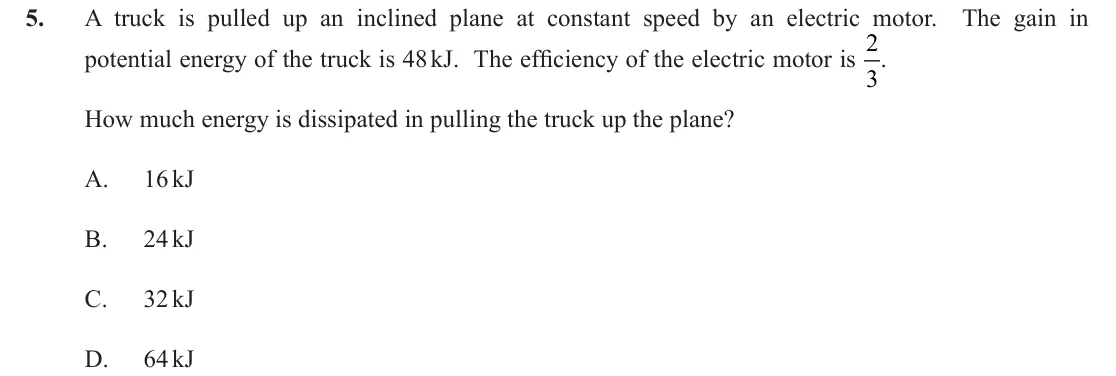 5. A truck is pulled up an inclined plane at constant speed by an electric motor. The gain in
potential energy of the truck is 48 kJ. The efficiency of the electric motor is 2/3.
How much energy is dissipated in pulling the truck up the plane?
A. 16 kJ
B. 24 kJ
C. 32 kJ
D. 64 kJ